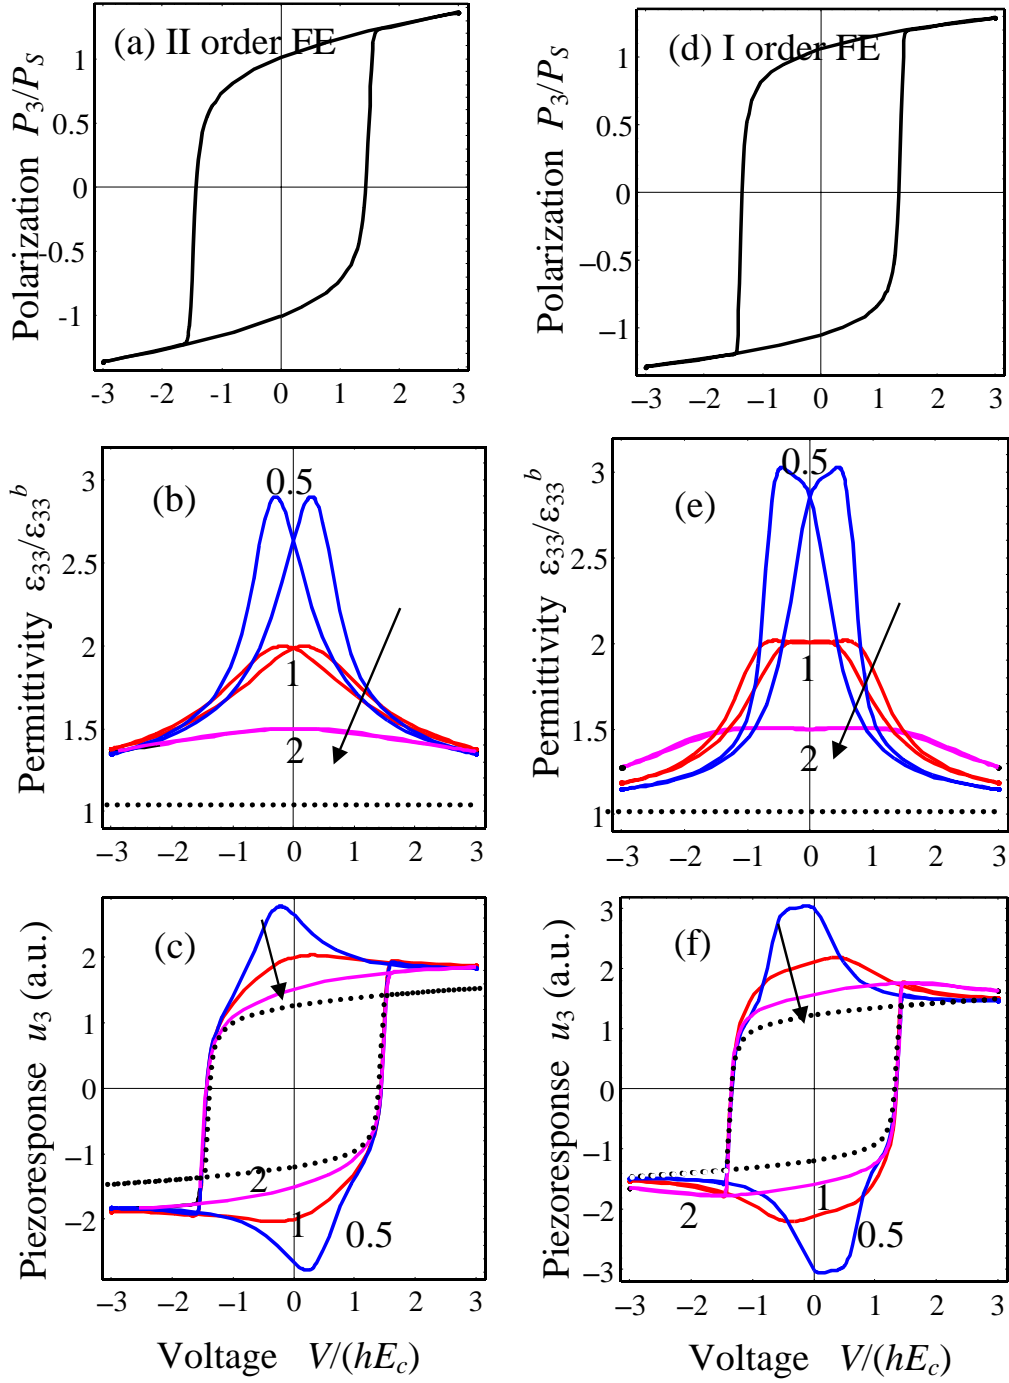 (a) II order FE
Polarization P3/PS
1
0.5
0
-0.5
-1
-3 -2 -1 0 1 2 3
(d) I order FE
Polarization P3/PS
1
0.5
0
−0.5
−1
−3 −2 −1 0 1 2 3
(b)
0.5
1
2
Permittivity ε33/ε33b
3
2.5
2
1.5
1
−3 −2 −1 0 1 2 3
(e)
0.5
1
2
Permittivity ε33/ε33b
3
2.5
2
1.5
1
−3 −2 −1 0 1 2 3
(c)
2
1
0.5
Piezoresponse u3 (a.u.)
2
1
0
−1
−2
−3 −2 −1 0 1 2 3
Voltage V/(hEc)
(f)
1
2
0.5
Piezoresponse u3 (a.u.)
3
2
1
0
−1
−2
−3
−3 −2 −1 0 1 2 3
Voltage V/(hEc)